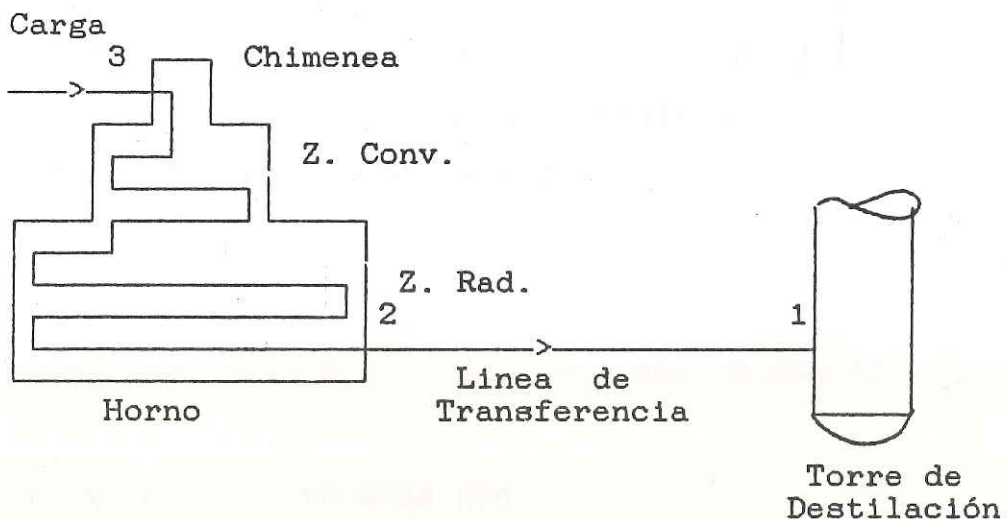 Carga
3
Chimenea
Z. Conv.
Z. Rad.
2
1
Linea de
Transferencia
Horno
Torre de
Destilación